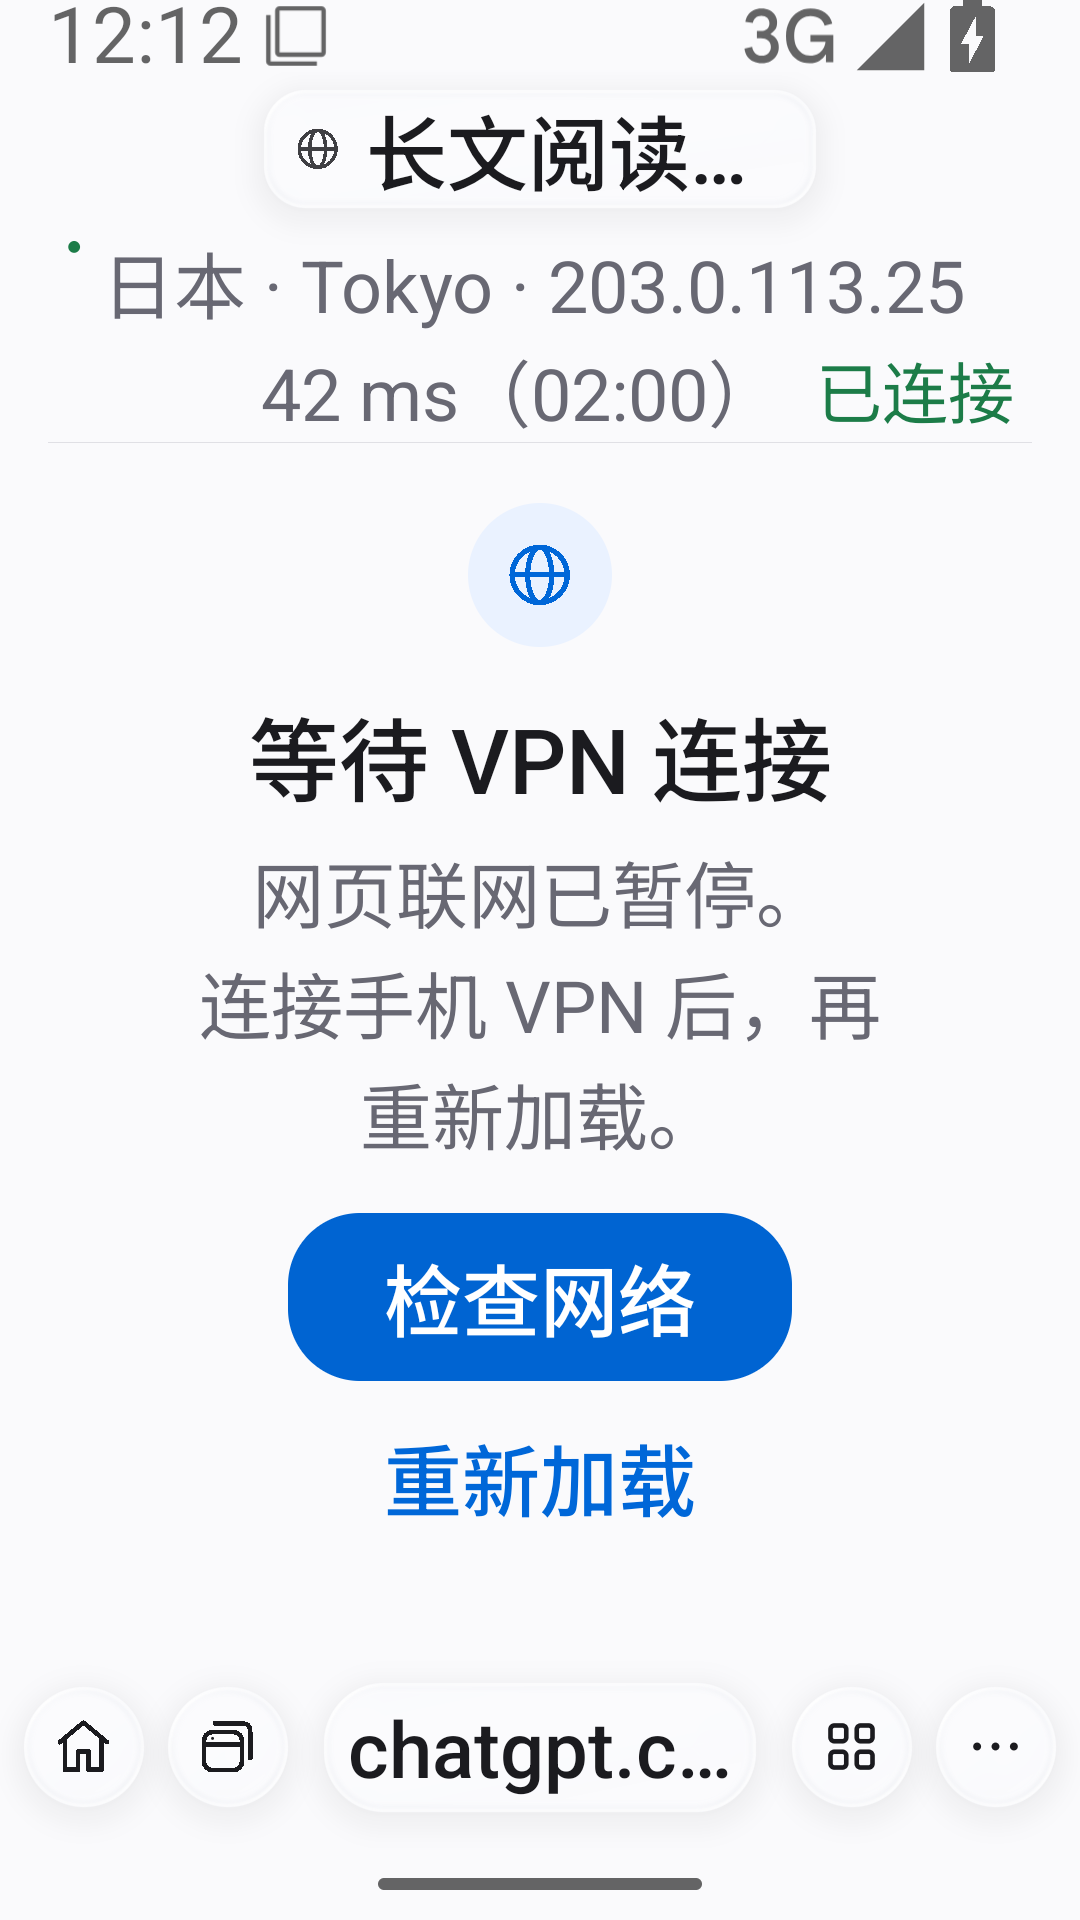 12:12 3G
长文阅读…
日本 · Tokyo · 203.0.113.25
42 ms（02:00） 已连接
等待 VPN 连接
网页联网已暂停。
连接手机 VPN 后，再
重新加载。
检查网络
重新加载
chatgpt.c…